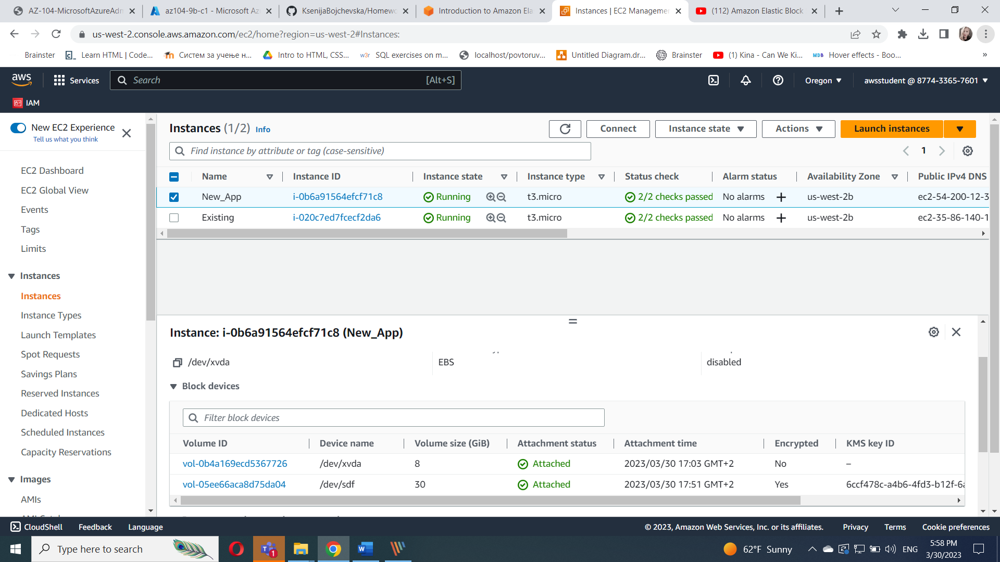 AZ-104-MicrosoftAzureAdm
az104-9b-c1 - Microsoft Az
KsenijaBojchevska/Homewo
Introduction to Amazon Ela
Instances | EC2 Managemen
(112) Amazon Elastic Block
us-west-2.console.aws.amazon.com/ec2/home?region=us-west-2#Instances:
Brainster
Learn HTML | Code...
Систем за учење н...
Intro to HTML, CSS...
SQL exercises on m...
localhost/povtoruv...
Untitled Diagram.dr...
Brainster
(1) Kina - Can We Ki...
Hover effects - Boo...
»
aws
Services
Search
[Alt+S]
Oregon
awsstudent @ 8774-3365-7601
IAM
New EC2 Experience
Tell us what you think
EC2 Dashboard
EC2 Global View
Events
Tags
Limits
Instances
Instances
Instance Types
Launch Templates
Spot Requests
Savings Plans
Reserved Instances
Dedicated Hosts
Scheduled Instances
Capacity Reservations
Images
AMIs
Instances (1/2) Info
Connect
Instance state
Actions
Launch instances
Find instance by attribute or tag (case-sensitive)
1
Name Instance ID Instance state Instance type Status check Alarm status Availability Zone Public IPv4 DNS
New_App i-0b6a91564efcf71c8 Running t3.micro 2/2 checks passed No alarms + us-west-2b ec2-54-200-12-3
Existing i-020c7ed7fcecf2da6 Running t3.micro 2/2 checks passed No alarms + us-west-2b ec2-35-86-140-1
Instance: i-0b6a91564efcf71c8 (New_App)
/dev/xvda EBS disabled
Block devices
Filter block devices
Volume ID Device name Volume size (GiB) Attachment status Attachment time Encrypted KMS key ID
vol-0b4a169ecd5367726 /dev/xvda 8 Attached 2023/03/30 17:03 GMT+2 No –
vol-05ee66aca8d75da04 /dev/sdf 30 Attached 2023/03/30 17:51 GMT+2 Yes 6ccf478c-a4b6-4fd3-b12f-6a
CloudShell Feedback Language
© 2023, Amazon Web Services, Inc. or its affiliates. Privacy Terms Cookie preferences
Type here to search
1
62°F Sunny
ENG
5:58 PM
3/30/2023